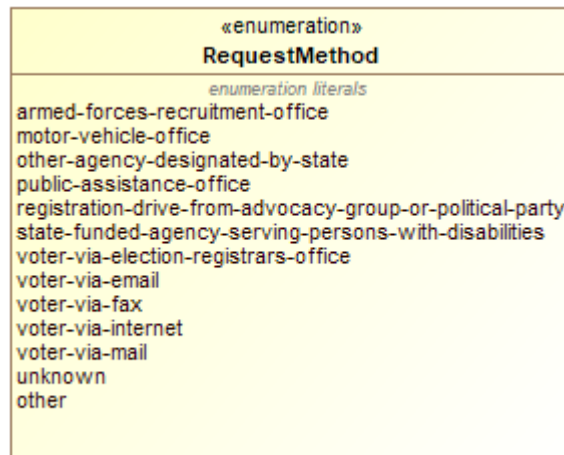 «enumeration»
RequestMethod
enumeration literals
armed-forces-recruitment-office
motor-vehicle-office
other-agency-designated-by-state
public-assistance-office
registration-drive-from-advocacy-group-or-political-party
state-funded-agency-serving-persons-with-disabilities
voter-via-election-registrars-office
voter-via-email
voter-via-fax
voter-via-internet
voter-via-mail
unknown
other